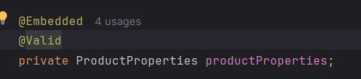 @Embedded 4 usages
@Valid
private ProductProperties productProperties;